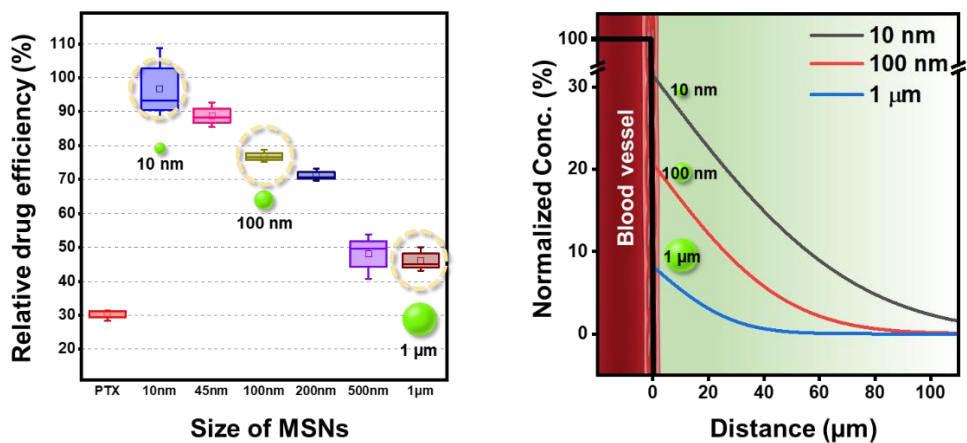 Relative drug efficiency (%)
110
100
90
80
70
60
50
40
30
20
10 nm
100 nm
1 μm
PTX 10nm 45nm 100nm 200nm 500nm 1μm
Size of MSNs
Normalized Conc. (%)
100
30
20
10
0
Blood vessel
10 nm
100 nm
1 μm
10 nm
100 nm
1 μm
0 20 40 60 80 100
Distance (μm)